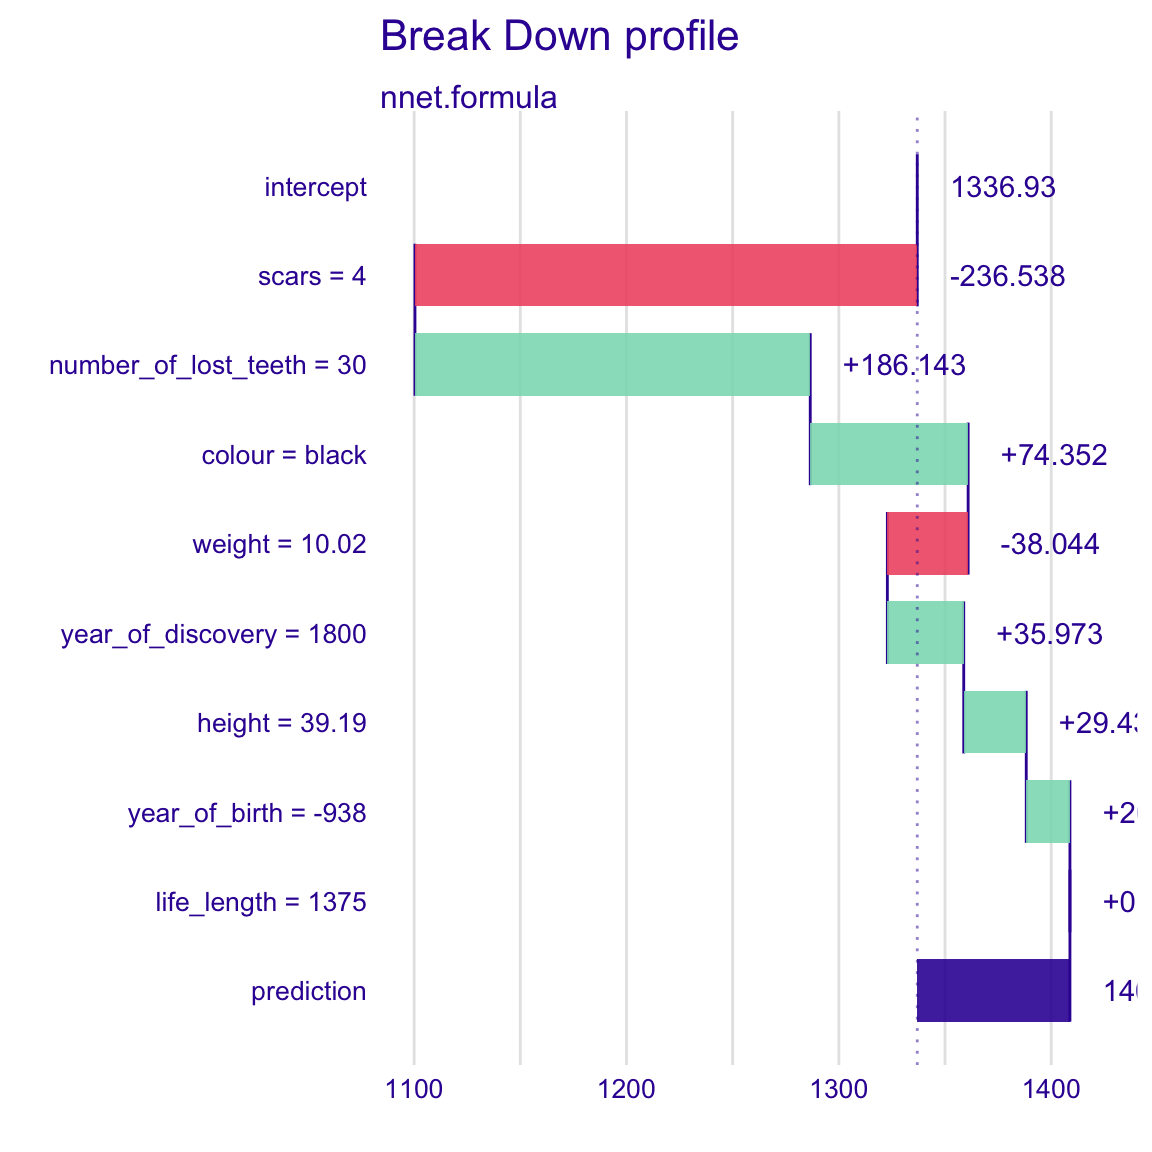 Break Down profile
nnet.formula
intercept 1336.93
scars = 4 -236.538
number_of_lost_teeth = 30 +186.143
colour = black +74.352
weight = 10.02 -38.044
year_of_discovery = 1800 +35.973
height = 39.19
year_of_birth = -938
life_length = 1375 +0
prediction
1100 1200 1300 1400